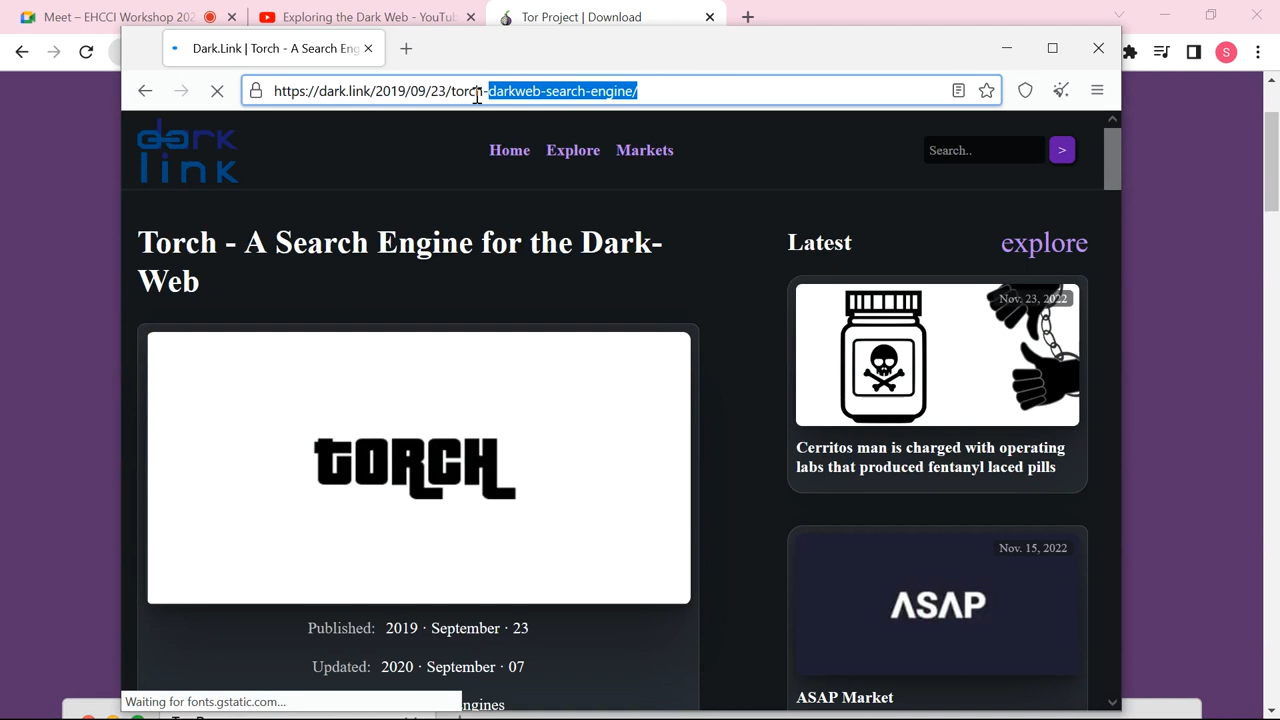 Meet – EHCCI Workshop 202
Exploring the Dark Web - YouTu
Tor Project | Download
S
Dark.Link | Torch - A Search Eng
https://dark.link/2019/09/23/torch-darkweb-search-engine/
dark link
Home Explore Markets
Search..
>
Torch - A Search Engine for the Dark-
Web
Latest explore
Nov. 23, 2022
TORCH
Cerritos man is charged with operating
labs that produced fentanyl laced pills
Nov. 15, 2022
ASAP
Published: 2019 · September · 23
Updated: 2020 · September · 07
ASAP Market
Waiting for fonts.gstatic.com...
ngines